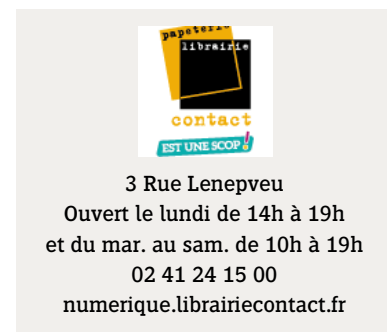 papeterie
librairie
contact
EST UNE SCOP !
3 Rue Lenepveu
Ouvert le lundi de 14h à 19h
et du mar. au sam. de 10h à 19h
02 41 24 15 00
numerique.librairiecontact.fr